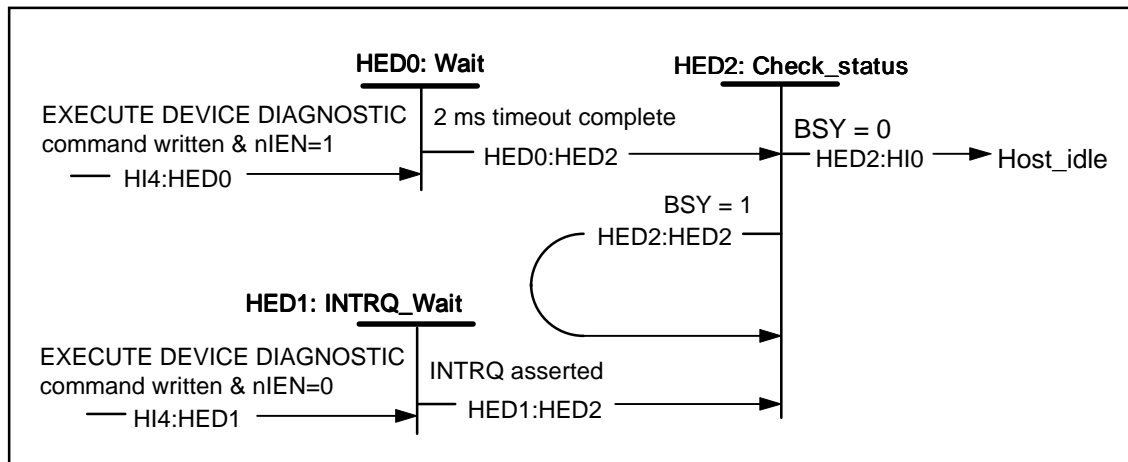 HED0: Wait
HED2: Check_status
EXECUTE DEVICE DIAGNOSTIC
command written & nIEN=1
HI4:HED0
2 ms timeout complete
HED0:HED2
BSY = 0
HED2:HI0
Host_idle
BSY = 1
HED2:HED2
HED1: INTRQ_Wait
EXECUTE DEVICE DIAGNOSTIC
command written & nIEN=0
HI4:HED1
INTRQ asserted
HED1:HED2